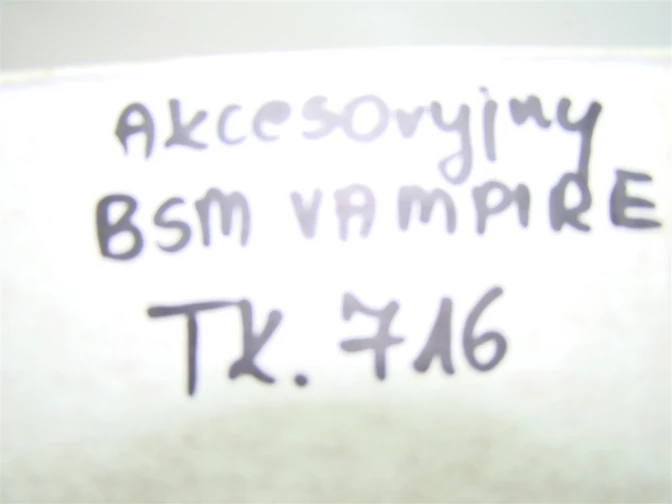 Akcesoryjny
BSM VAMPIRE
TK. 716